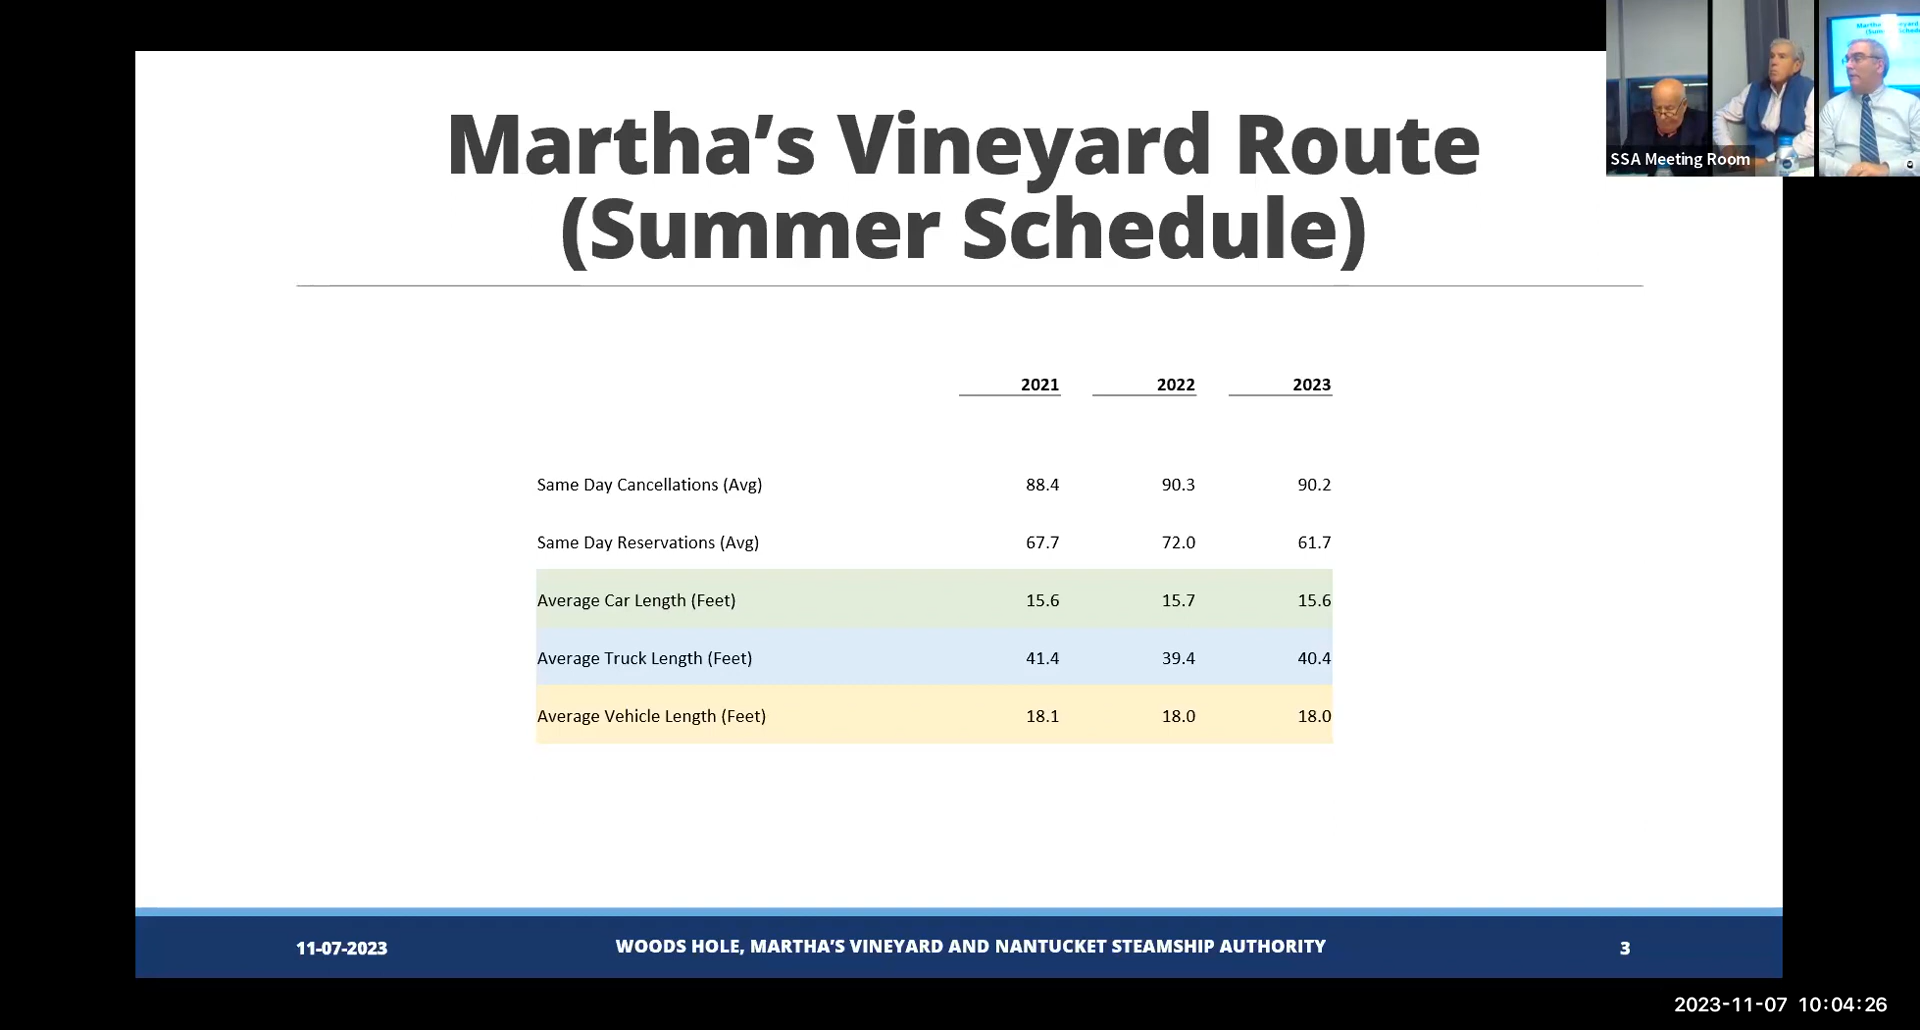 Martha’s Vineyard Route
(Summer Schedule)
SSA Meeting Room
2021 2022 2023
Same Day Cancellations (Avg) 88.4 90.3 90.2
Same Day Reservations (Avg) 67.7 72.0 61.7
Average Car Length (Feet) 15.6 15.7 15.6
Average Truck Length (Feet) 41.4 39.4 40.4
Average Vehicle Length (Feet) 18.1 18.0 18.0
11-07-2023 WOODS HOLE, MARTHA’S VINEYARD AND NANTUCKET STEAMSHIP AUTHORITY 3
2023-11-07 10:04:26